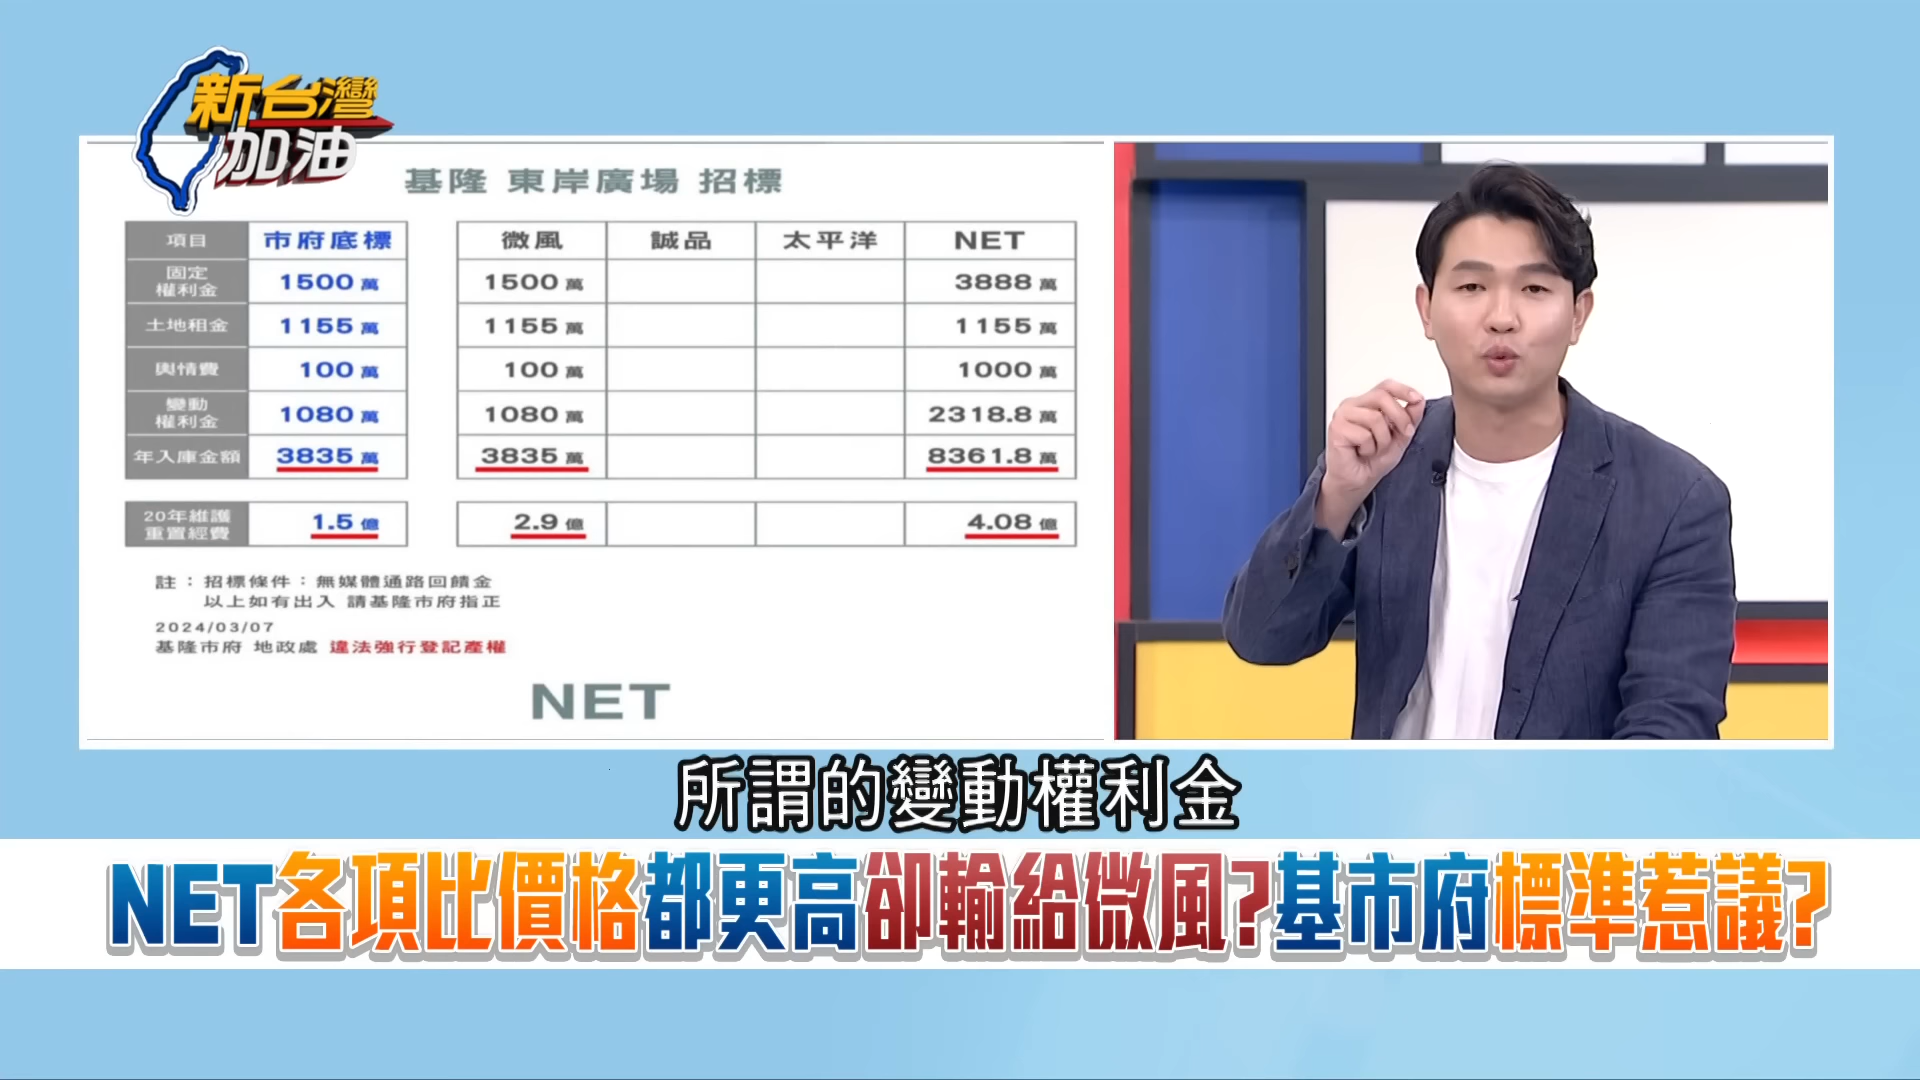 新台灣
加油
基隆 東岸廣場 招標
項目 市府底標 微風 誠品 太平洋 NET
固定
權利金 1500 萬 1500 萬 3888 萬
土地租金 1155 萬 1155 萬 1155 萬
輿情費 100 萬 100 萬 1000 萬
變動
權利金 1080 萬 1080 萬 2318.8 萬
年入庫金額 3835 萬 3835 萬 8361.8 萬
20年維護
重置經費 1.5 億 2.9 億 4.08 億
註：招標條件：無媒體通路回饋金
以上如有出入 請基隆市府指正
2024/03/07
基隆市府 地政處 違法強行登記產權
NET
所謂的變動權利金
NET各項比價格都更高卻輸給微風?基市府標準惹議?